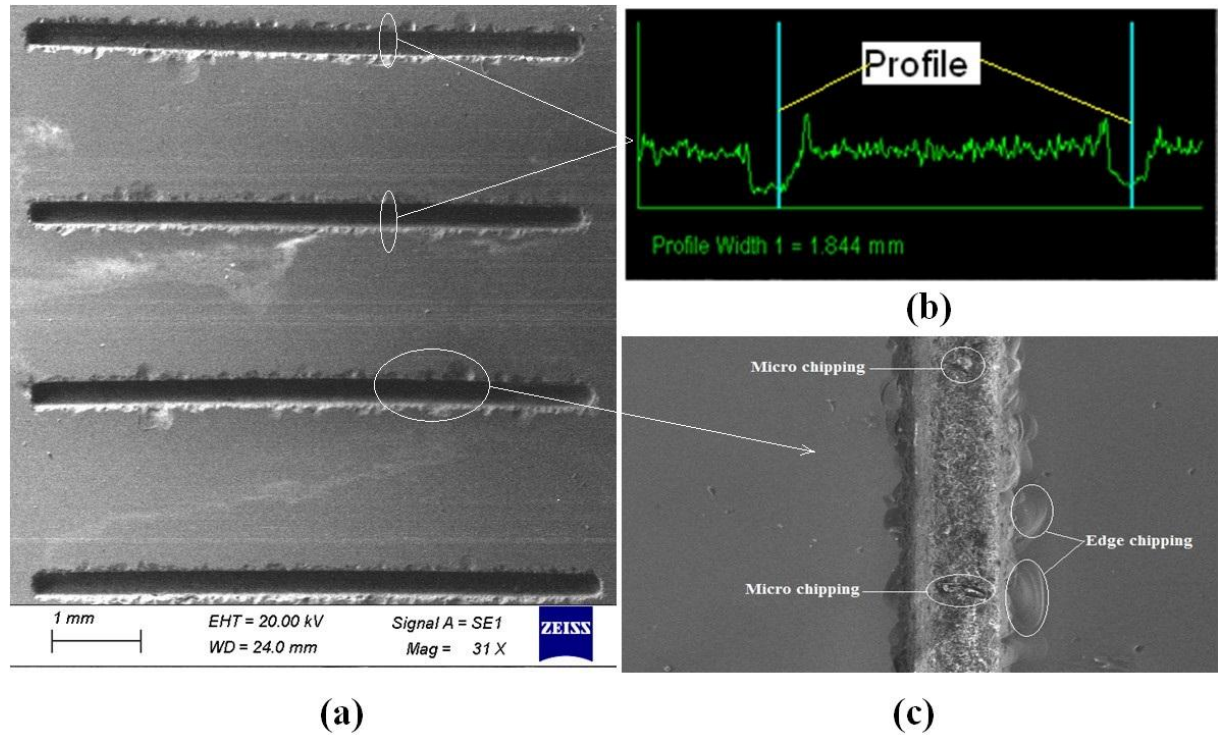 1 mm
EHT = 20.00 kV
Signal A = SE1
WD = 24.0 mm
Mag = 31 X
ZEISS
(a)
Profile
Profile Width 1 = 1.844 mm
(b)
Micro chipping
Edge chipping
Micro chipping
(c)